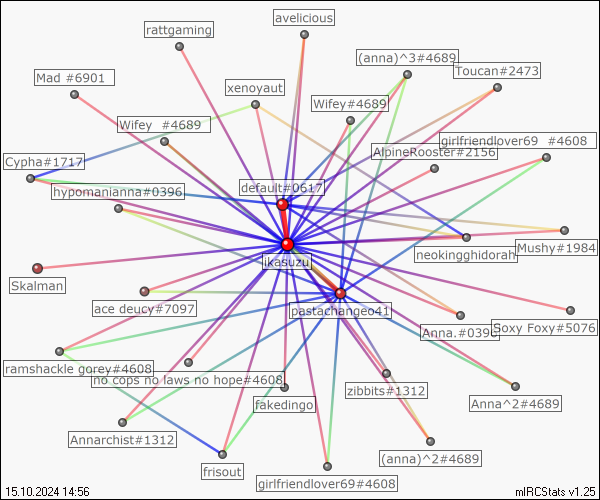 avelicious
rattgaming
(anna)^3#4689
Toucan#2473
Mad #6901
xenoyaut
Wifey#4689
Wifey  #4689
girlfriendlover69  #4608
AlpineRooster#2156
Cypha#1717
default#0617
hypomanianna#0396
neokingghidorah
Mushy#1984
ikasuzu
Skalman
ace deucy#7097
pastachangeo41
Anna.#0396
Soxy Foxy#5076
ramshackle gorey#4608
no cops no laws no hope#4608
zibbits#1312
fakedingo
Anna^2#4689
Annarchist#1312
(anna)^2#4689
frisout
girlfriendlover69#4608
15.10.2024 14:56
mIRCStats v1.25